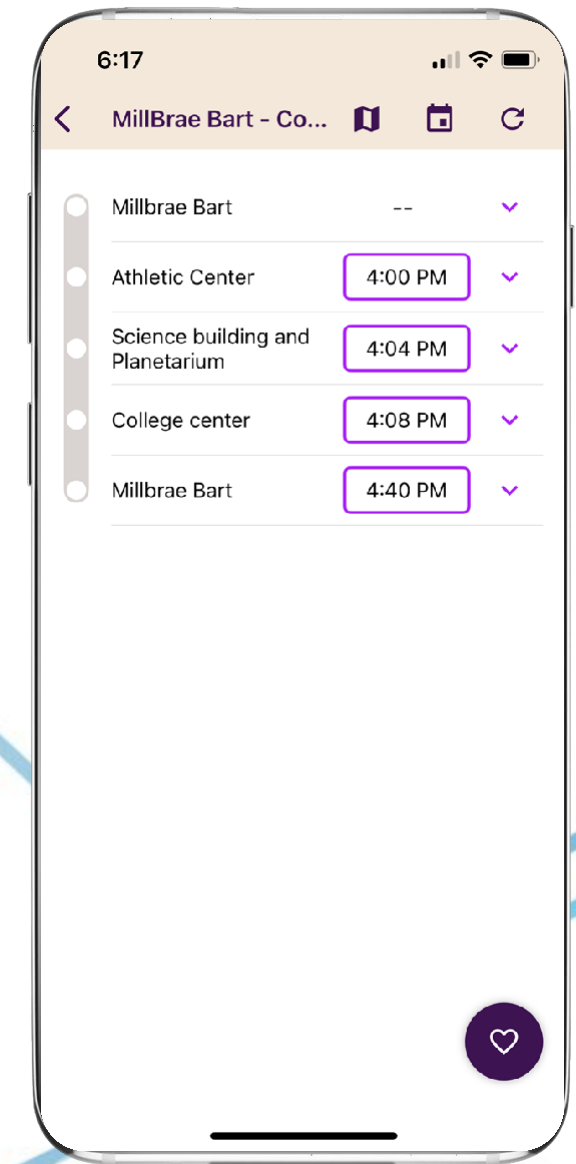 6:17
MillBrae Bart - Co...
Millbrae Bart --
Athletic Center 4:00 PM
Science building and
Planetarium 4:04 PM
College center 4:08 PM
Millbrae Bart 4:40 PM